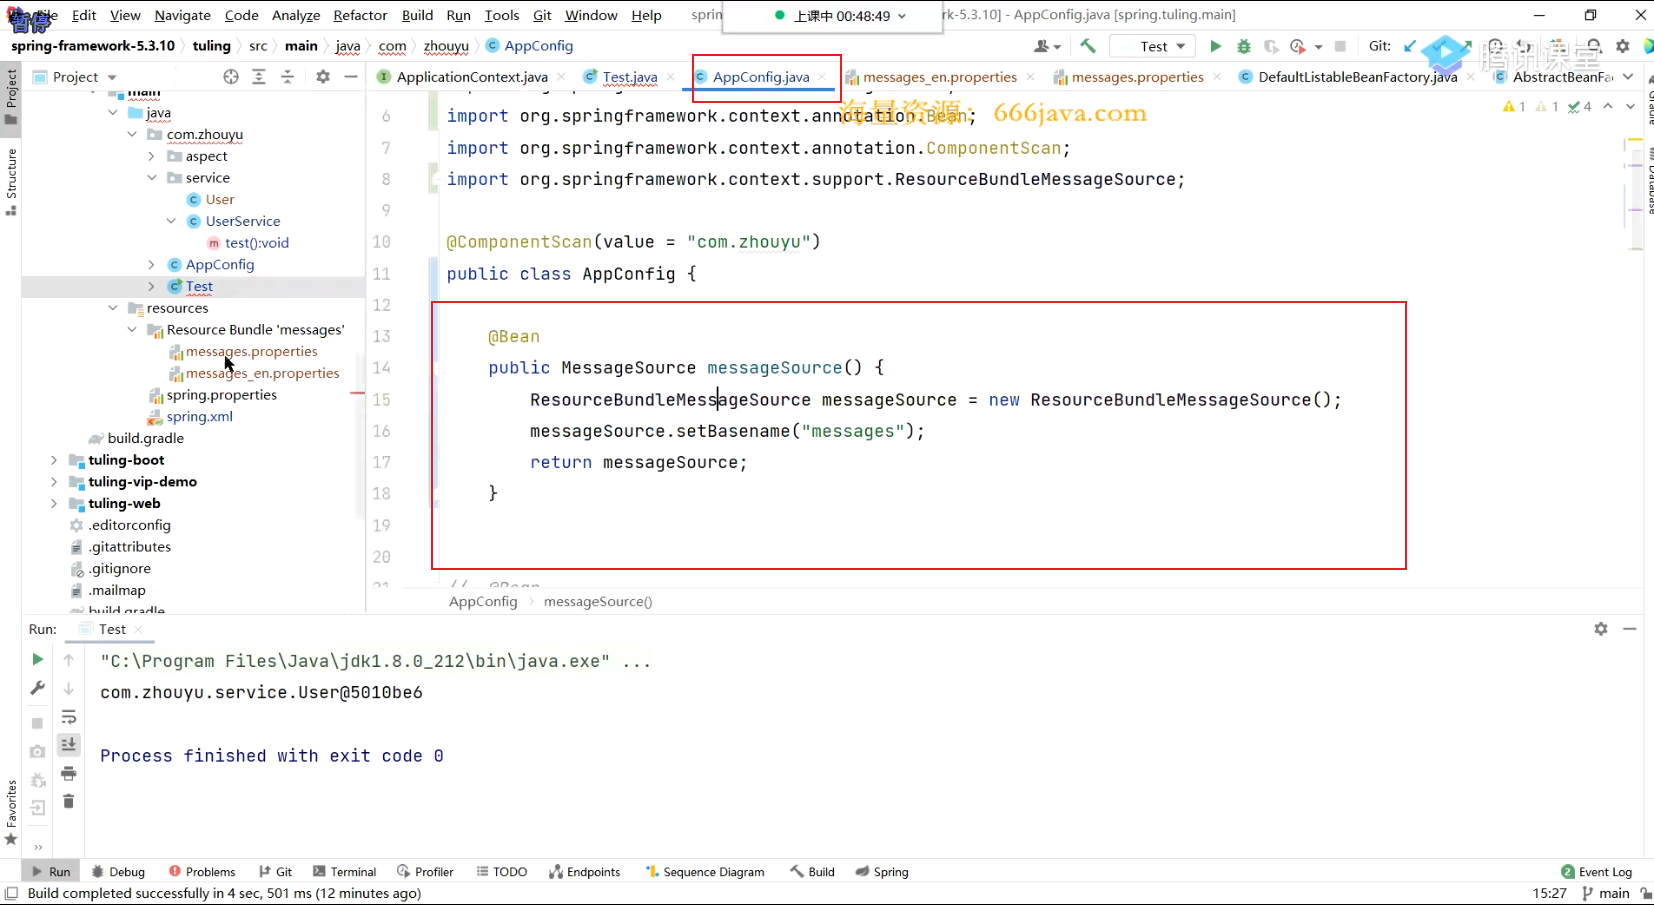 暂停
File Edit View Navigate Code Analyze Refactor Build Run Tools Git Window Help
上课中 00:48:49
AppConfig.java [spring.tuling.main]
spring-framework-5.3.10 tuling src main java com zhouyu AppConfig
Test Git:
腾讯课堂
Project
ApplicationContext.java Test.java AppConfig.java messages_en.properties messages.properties DefaultListableBeanFactory.java
海量资源：666java.com
1 1 4
main
java
com.zhouyu
aspect
service
User
UserService
test():void
AppConfig
Test
resources
Resource Bundle 'messages'
messages.properties
messages_en.properties
spring.properties
spring.xml
build.gradle
tuling-boot
tuling-vip-demo
tuling-web
.editorconfig
.gitattributes
.gitignore
.mailmap
build.gradle
6 import org.springframework.context.annotation.Bean;
7 import org.springframework.context.annotation.ComponentScan;
8 import org.springframework.context.support.ResourceBundleMessageSource;
9
10 @ComponentScan(value = "com.zhouyu")
11 public class AppConfig {
12
13 @Bean
14 public MessageSource messageSource() {
15 ResourceBundleMessageSource messageSource = new ResourceBundleMessageSource();
16 messageSource.setBasename("messages");
17 return messageSource;
18 }
19
20
21 // @Bean
AppConfig messageSource()
Project
Structure
Favorites
Gradle
Database
Run: Test
"C:\Program Files\Java\jdk1.8.0_212\bin\java.exe" ...
com.zhouyu.service.User@5010be6
Process finished with exit code 0
Run Debug Problems Git Terminal Profiler TODO Endpoints Sequence Diagram Build Spring 2 Event Log
Build completed successfully in 4 sec, 501 ms (12 minutes ago) 15:27 main